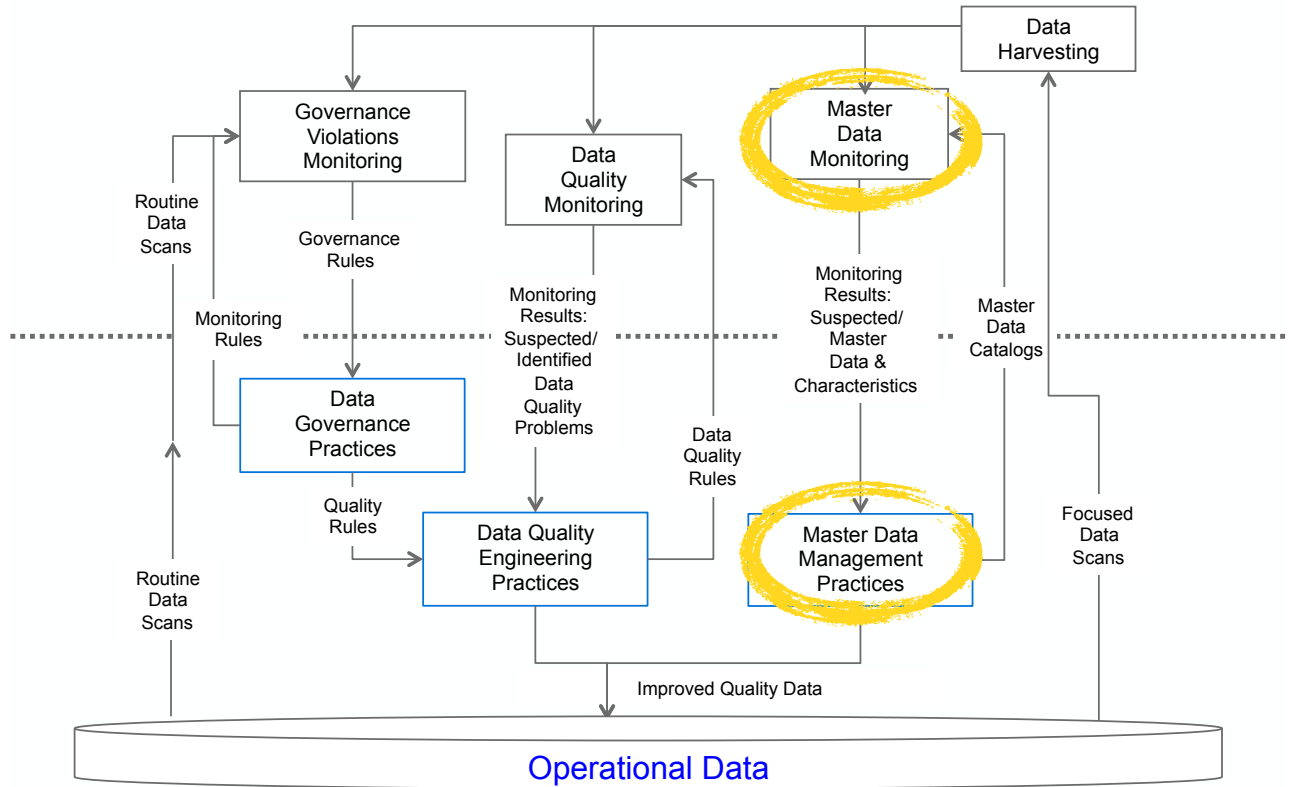 Data
Harvesting
Governance
Violations
Monitoring
Data
Quality
Monitoring
Master
Data
Monitoring
Routine
Data
Scans
Governance
Rules
Monitoring
Results:
Suspected/
Identified
Data
Quality
Problems
Monitoring
Results:
Suspected/
Master
Data &
Characteristics
Master
Data
Catalogs
Monitoring
Rules
Data
Governance
Practices
Data
Quality
Rules
Quality
Rules
Data Quality
Engineering
Practices
Master Data
Management
Practices
Focused
Data
Scans
Routine
Data
Scans
Improved Quality Data
Operational Data